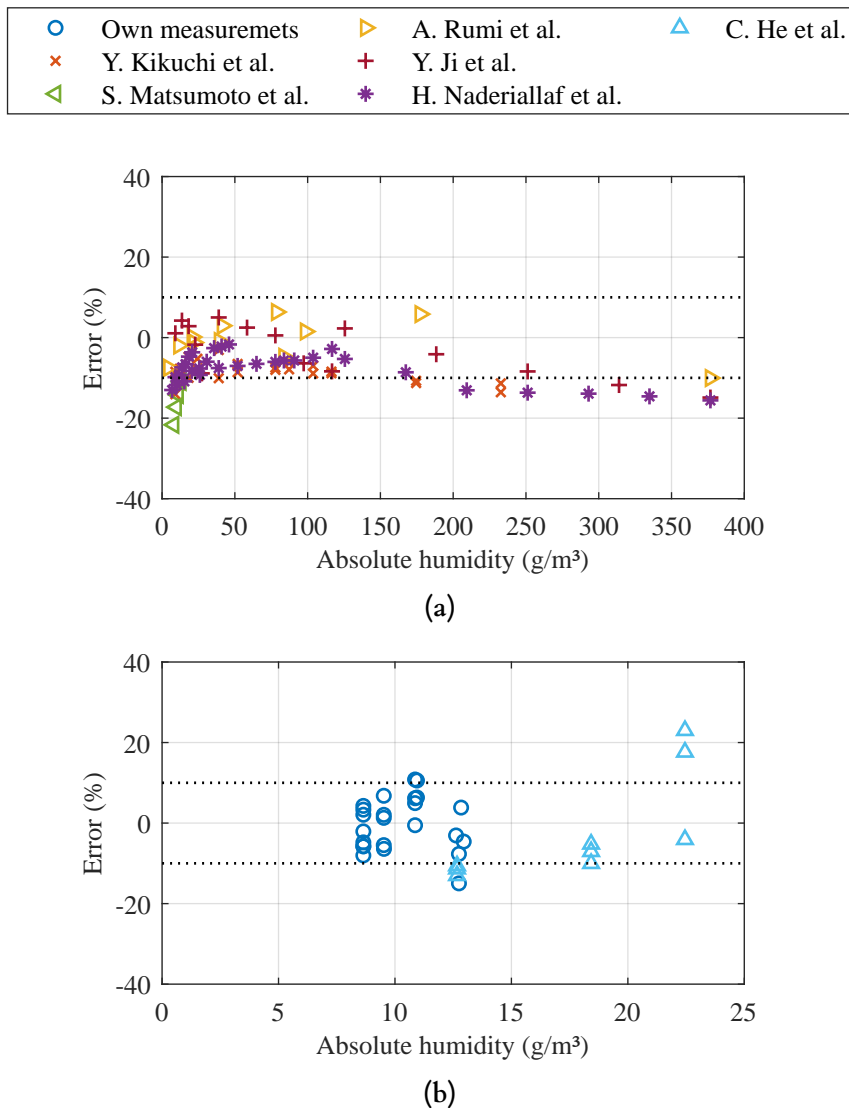 Own measuremets A. Rumi et al. C. He et al.
Y. Kikuchi et al. Y. Ji et al.
S. Matsumoto et al. H. Naderiallaf et al.
40
20
0
-20
-40
Error (%)
0 50 100 150 200 250 300 350 400
Absolute humidity (g/m³)
(a)
40
20
0
-20
-40
Error (%)
0 5 10 15 20 25
Absolute humidity (g/m³)
(b)